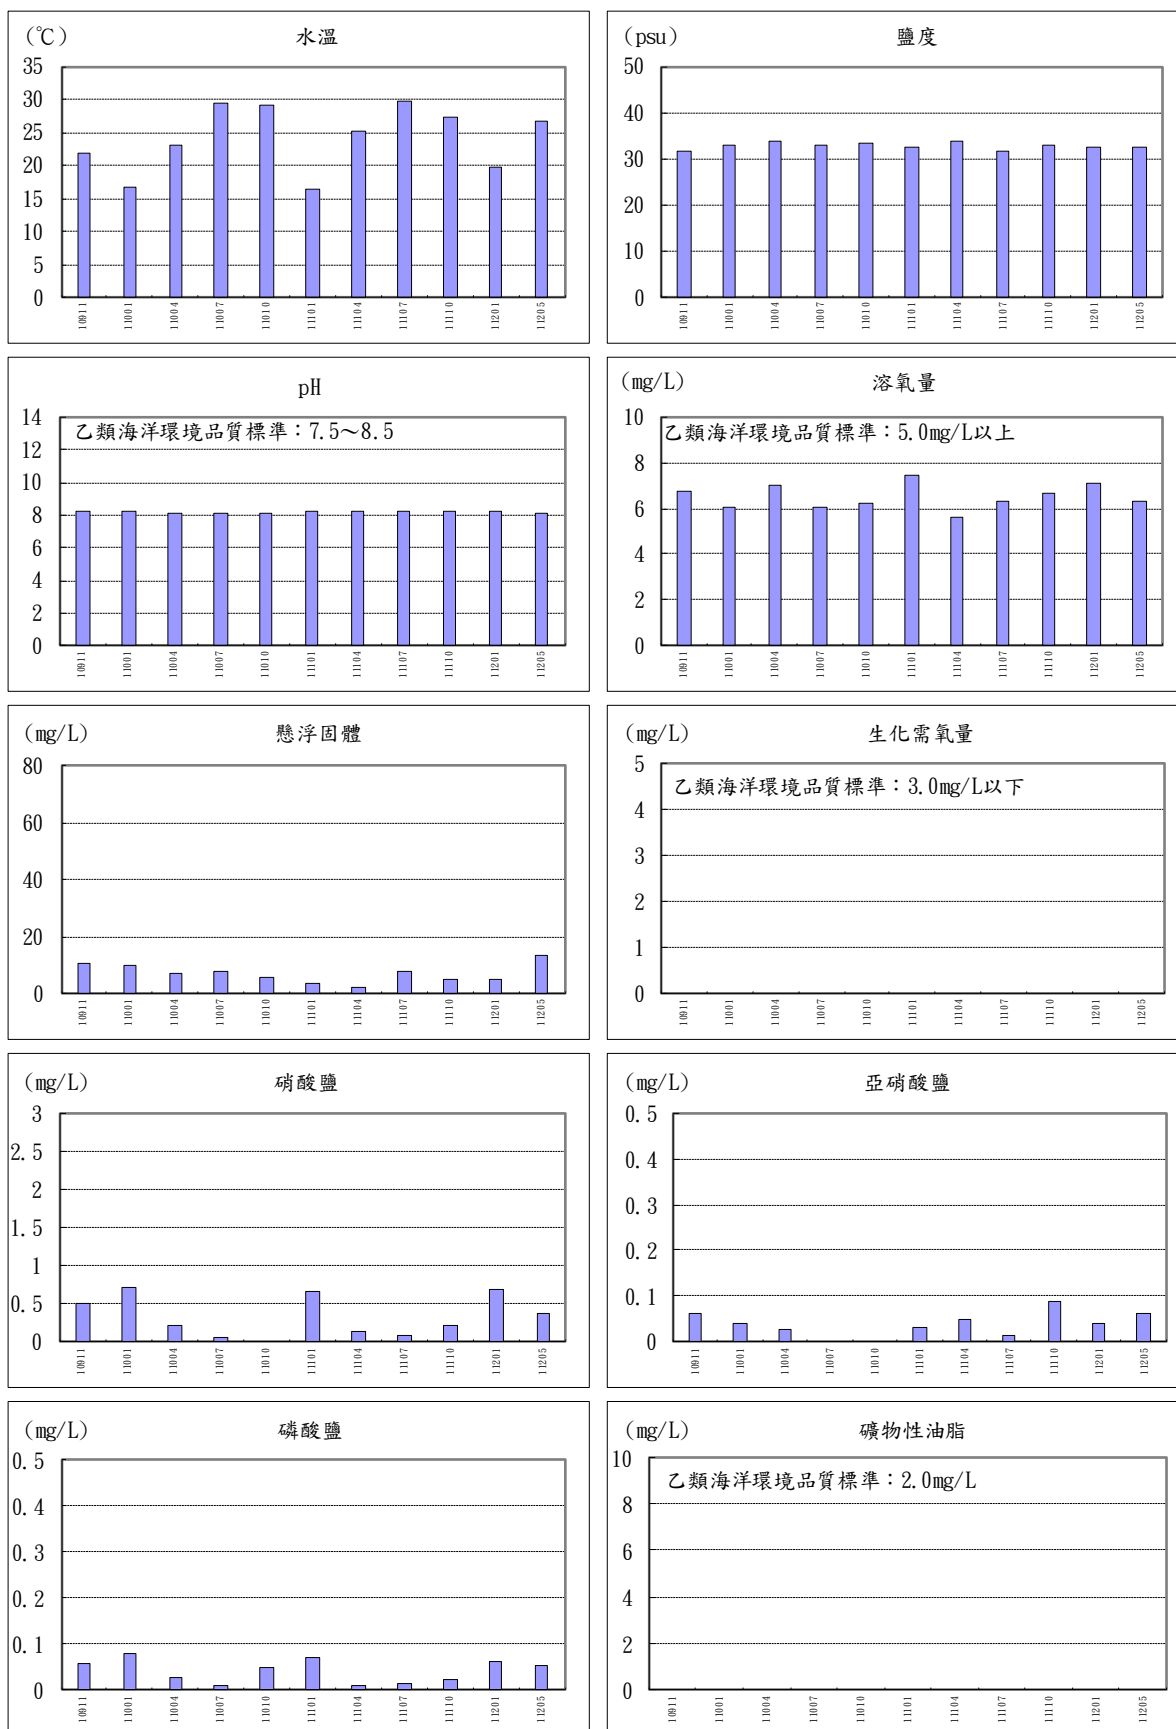 (℃) 水溫
35
30
25
20
15
10
5
0
10911 11001 11004 11007 11010 11101 11104 11107 11110 11201 11205
(psu) 鹽度
50
40
30
20
10
0
10911 11001 11004 11007 11010 11101 11104 11107 11110 11201 11205
pH
14
乙類海洋環境品質標準：7.5～8.5
12
10
8
6
4
2
0
10911 11001 11004 11007 11010 11101 11104 11107 11110 11201 11205
(mg/L) 溶氧量
10
乙類海洋環境品質標準：5.0mg/L以上
8
6
4
2
0
10911 11001 11004 11007 11010 11101 11104 11107 11110 11201 11205
(mg/L) 懸浮固體
80
60
40
20
0
10911 11001 11004 11007 11010 11101 11104 11107 11110 11201 11205
(mg/L) 生化需氧量
5
乙類海洋環境品質標準：3.0mg/L以下
4
3
2
1
0
10911 11001 11004 11007 11010 11101 11104 11107 11110 11201 11205
(mg/L) 硝酸鹽
3
2.5
2
1.5
1
0.5
0
10911 11001 11004 11007 11010 11101 11104 11107 11110 11201 11205
(mg/L) 亞硝酸鹽
0.5
0.4
0.3
0.2
0.1
0
10911 11001 11004 11007 11010 11101 11104 11107 11110 11201 11205
(mg/L) 磷酸鹽
0.5
0.4
0.3
0.2
0.1
0
10911 11001 11004 11007 11010 11101 11104 11107 11110 11201 11205
(mg/L) 礦物性油脂
10
乙類海洋環境品質標準：2.0mg/L
8
6
4
2
0
10911 11001 11004 11007 11010 11101 11104 11107 11110 11201 11205